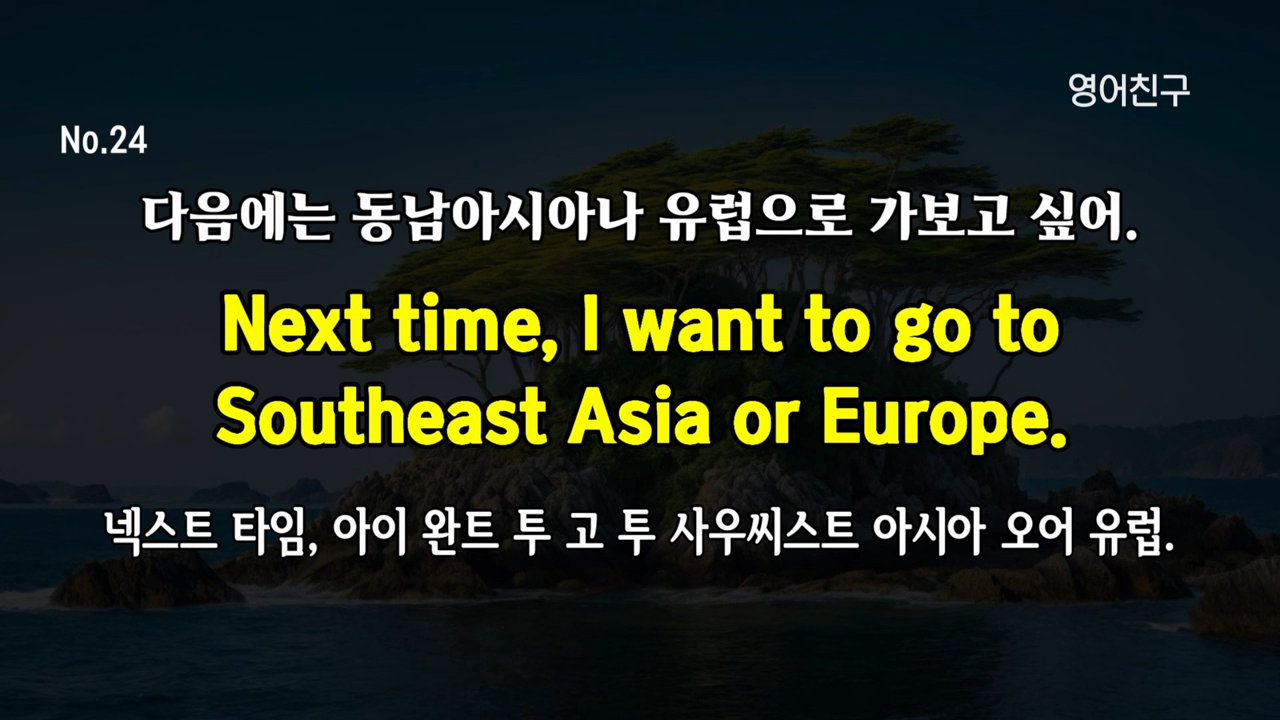 영어친구
No.24
다음에는 동남아시아나 유럽으로 가보고 싶어.
Next time, I want to go to
Southeast Asia or Europe.
넥스트 타임, 아이 완트 투 고 투 사우씨스트 아시아 오어 유럽.